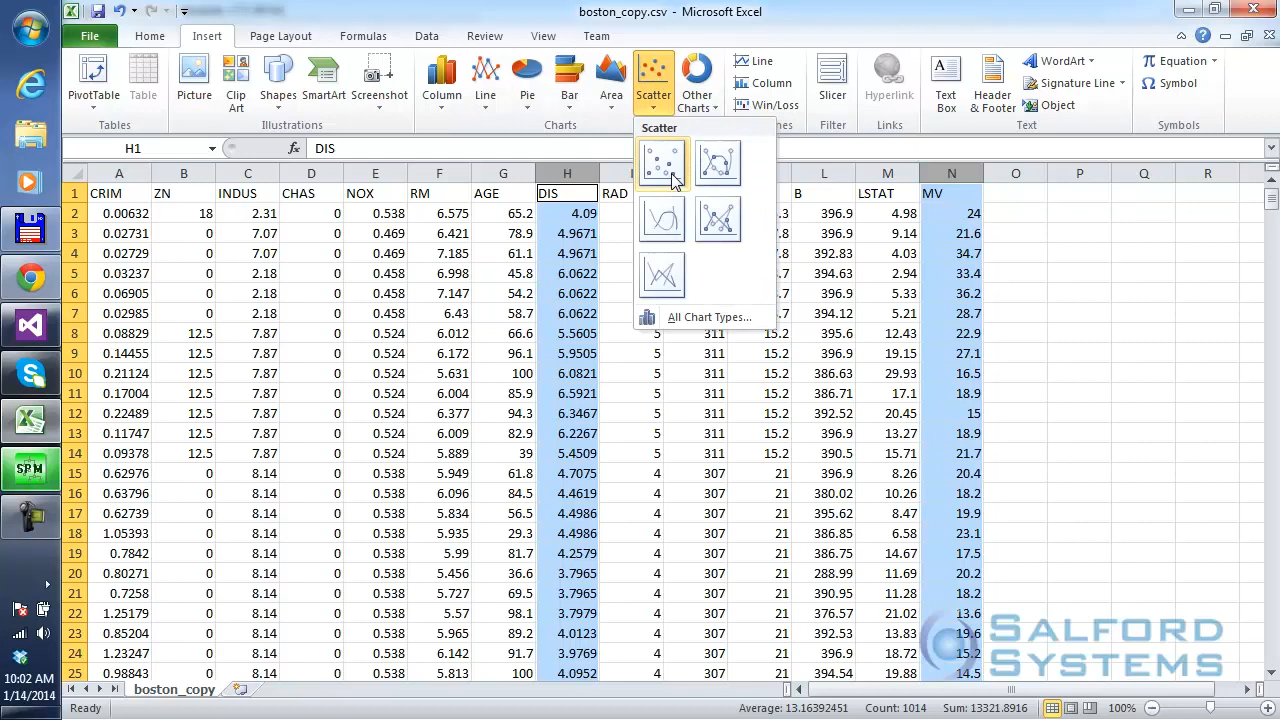 boston_copy.csv - Microsoft Excel
File Home Insert Page Layout Formulas Data Review View Team
PivotTable Table Picture Clip Art Shapes SmartArt Screenshot Column Line Pie Bar Area Scatter Other Charts Line Column Win/Loss Slicer Hyperlink Text Box Header & Footer WordArt Signature Line Object Equation Symbol
Tables Illustrations Charts nes Filter Links Text Symbols
H1 fx DIS
Scatter
All Chart Types...
A B C D E F G H L M N O P Q R
1 CRIM ZN INDUS CHAS NOX RM AGE DIS RAD B LSTAT MV
2 0.00632 18 2.31 0 0.538 6.575 65.2 4.09 .3 396.9 4.98 24
3 0.02731 0 7.07 0 0.469 6.421 78.9 4.9671 .8 396.9 9.14 21.6
4 0.02729 0 7.07 0 0.469 7.185 61.1 4.9671 .8 392.83 4.03 34.7
5 0.03237 0 2.18 0 0.458 6.998 45.8 6.0622 .7 394.63 2.94 33.4
6 0.06905 0 2.18 0 0.458 7.147 54.2 6.0622 .7 396.9 5.33 36.2
7 0.02985 0 2.18 0 0.458 6.43 58.7 6.0622 .7 394.12 5.21 28.7
8 0.08829 12.5 7.87 0 0.524 6.012 66.6 5.5605 5 311 15.2 395.6 12.43 22.9
9 0.14455 12.5 7.87 0 0.524 6.172 96.1 5.9505 5 311 15.2 396.9 19.15 27.1
10 0.21124 12.5 7.87 0 0.524 5.631 100 6.0821 5 311 15.2 386.63 29.93 16.5
11 0.17004 12.5 7.87 0 0.524 6.004 85.9 6.5921 5 311 15.2 386.71 17.1 18.9
12 0.22489 12.5 7.87 0 0.524 6.377 94.3 6.3467 5 311 15.2 392.52 20.45 15
13 0.11747 12.5 7.87 0 0.524 6.009 82.9 6.2267 5 311 15.2 396.9 13.27 18.9
14 0.09378 12.5 7.87 0 0.524 5.889 39 5.4509 5 311 15.2 390.5 15.71 21.7
15 0.62976 0 8.14 0 0.538 5.949 61.8 4.7075 4 307 21 396.9 8.26 20.4
16 0.63796 0 8.14 0 0.538 6.096 84.5 4.4619 4 307 21 380.02 10.26 18.2
17 0.62739 0 8.14 0 0.538 5.834 56.5 4.4986 4 307 21 395.62 8.47 19.9
18 1.05393 0 8.14 0 0.538 5.935 29.3 4.4986 4 307 21 386.85 6.58 23.1
19 0.7842 0 8.14 0 0.538 5.99 81.7 4.2579 4 307 21 386.75 14.67 17.5
20 0.80271 0 8.14 0 0.538 5.456 36.6 3.7965 4 307 21 288.99 11.69 20.2
21 0.7258 0 8.14 0 0.538 5.727 69.5 3.7965 4 307 21 390.95 11.28 18.2
22 1.25179 0 8.14 0 0.538 5.57 98.1 3.7979 4 307 21 376.57 21.02 13.6
23 0.85204 0 8.14 0 0.538 5.965 89.2 4.0123 4 307 21 392.53 13.83 19.6
24 1.23247 0 8.14 0 0.538 6.142 91.7 3.9769 4 307 21 396.9 18.72 15.2
25 0.98843 0 8.14 0 0.538 5.813 100 4.0952 4 307 21 394.54 19.88 14.5
SALFORD
SYSTEMS
SPM
10:02 AM
1/14/2014
boston_copy
Ready Average: 13.16392451 Count: 1014 Sum: 13321.8916 100%